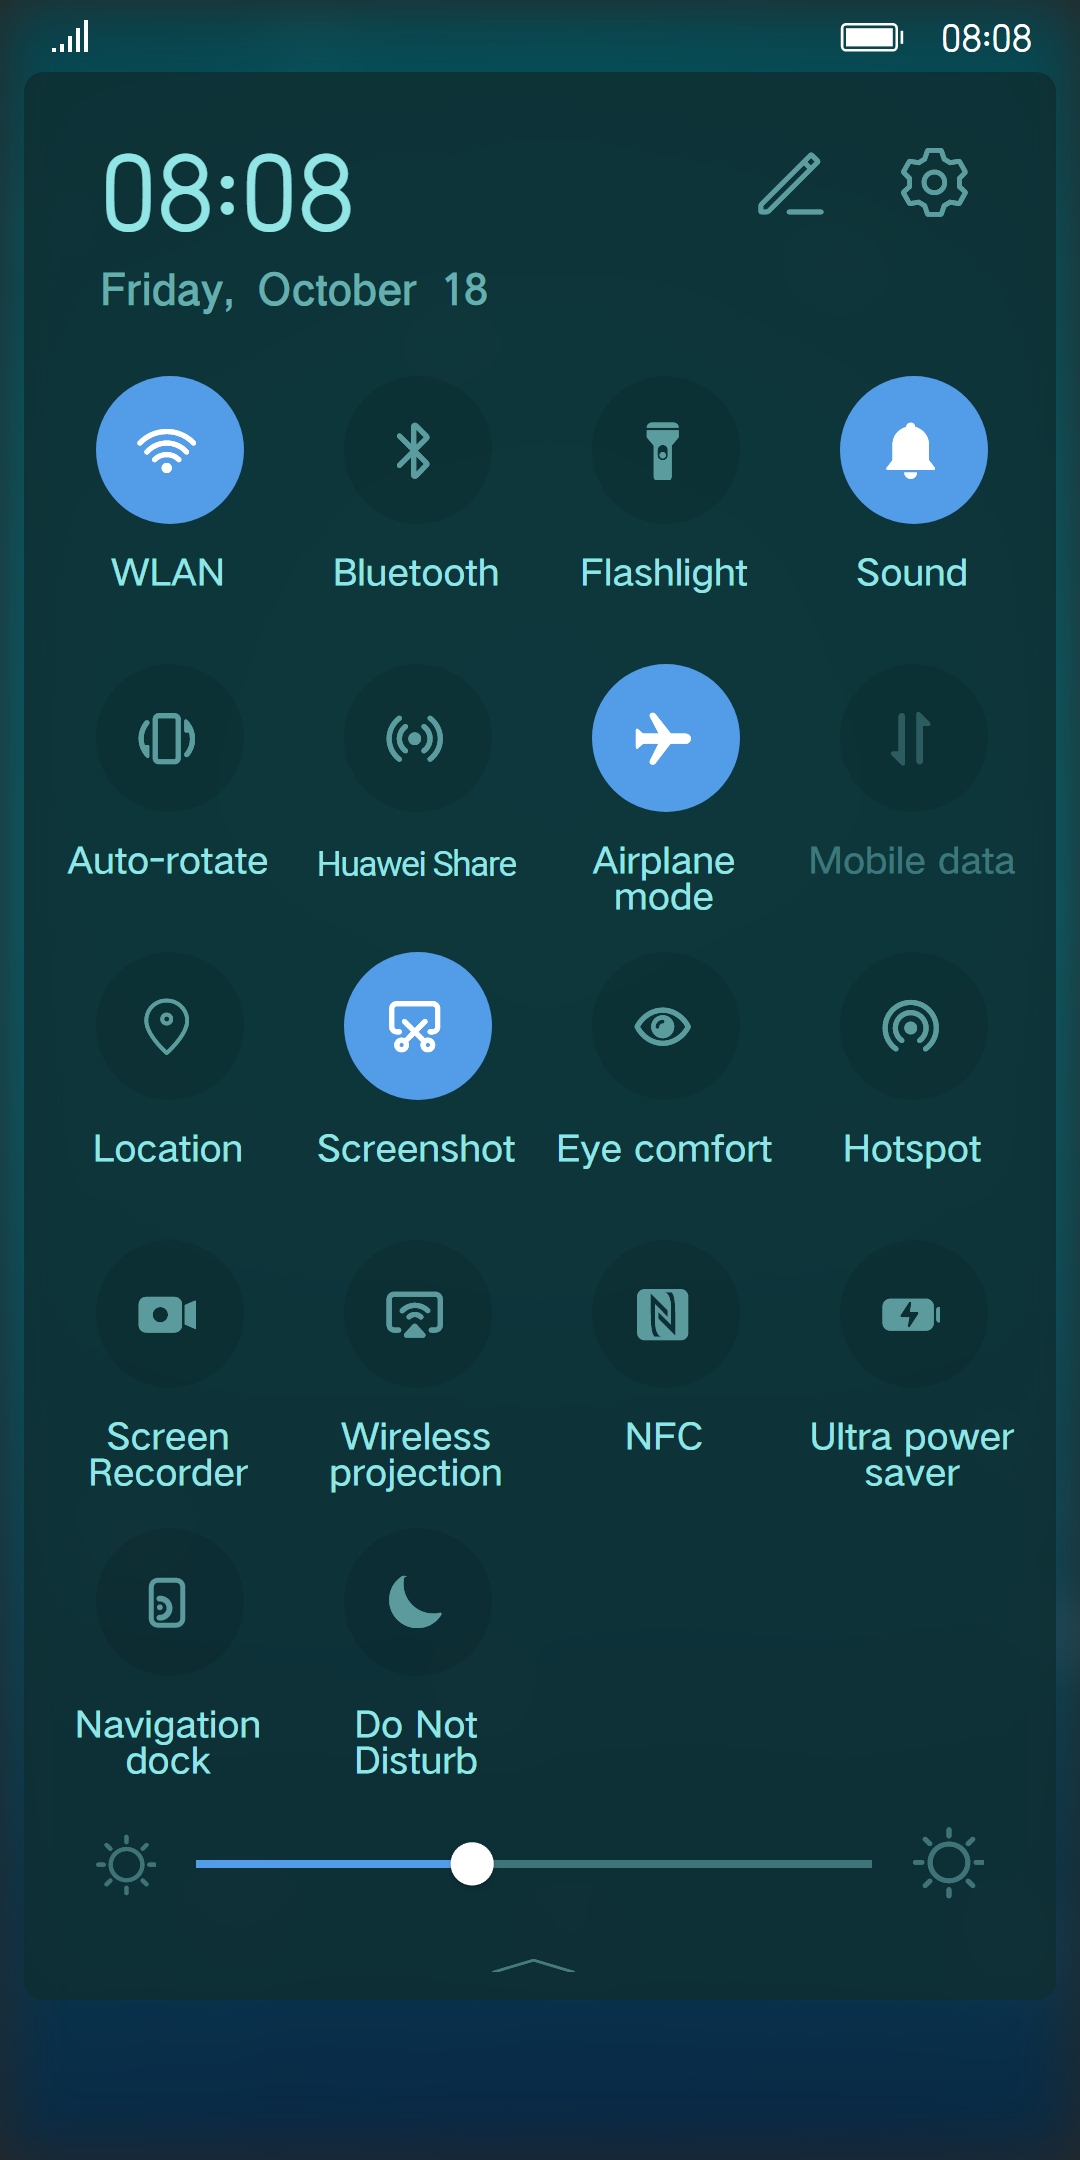 08:08
08:08
Friday, October 18
WLAN Bluetooth Flashlight Sound
Auto-rotate Huawei Share Airplane mode Mobile data
Location Screenshot Eye comfort Hotspot
Screen Recorder Wireless projection NFC Ultra power saver
Navigation dock Do Not Disturb